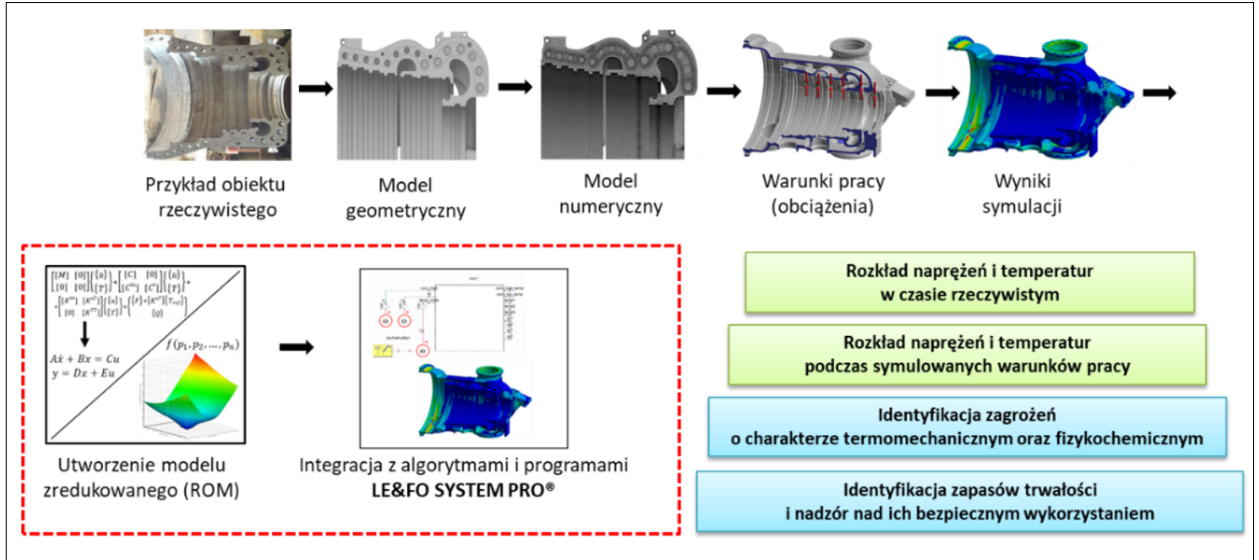 Przykład obiektu
rzeczywistego
Model
geometryczny
Model
numeryczny
Warunki pracy
(obciążenia)
Wyniki
symulacji
f(p₁, p₂, ..., pₙ)
Aẋ + Bx = Cu
y = Dx + Eu
Utworzenie modelu
zredukowanego (ROM)
Integracja z algorytmami i programami
LE&FO SYSTEM PRO®
Rozkład naprężeń i temperatur
w czasie rzeczywistym
Rozkład naprężeń i temperatur
podczas symulowanych warunków pracy
Identyfikacja zagrożeń
o charakterze termomechanicznym oraz fizykochemicznym
Identyfikacja zapasów trwałości
i nadzór nad ich bezpiecznym wykorzystaniem